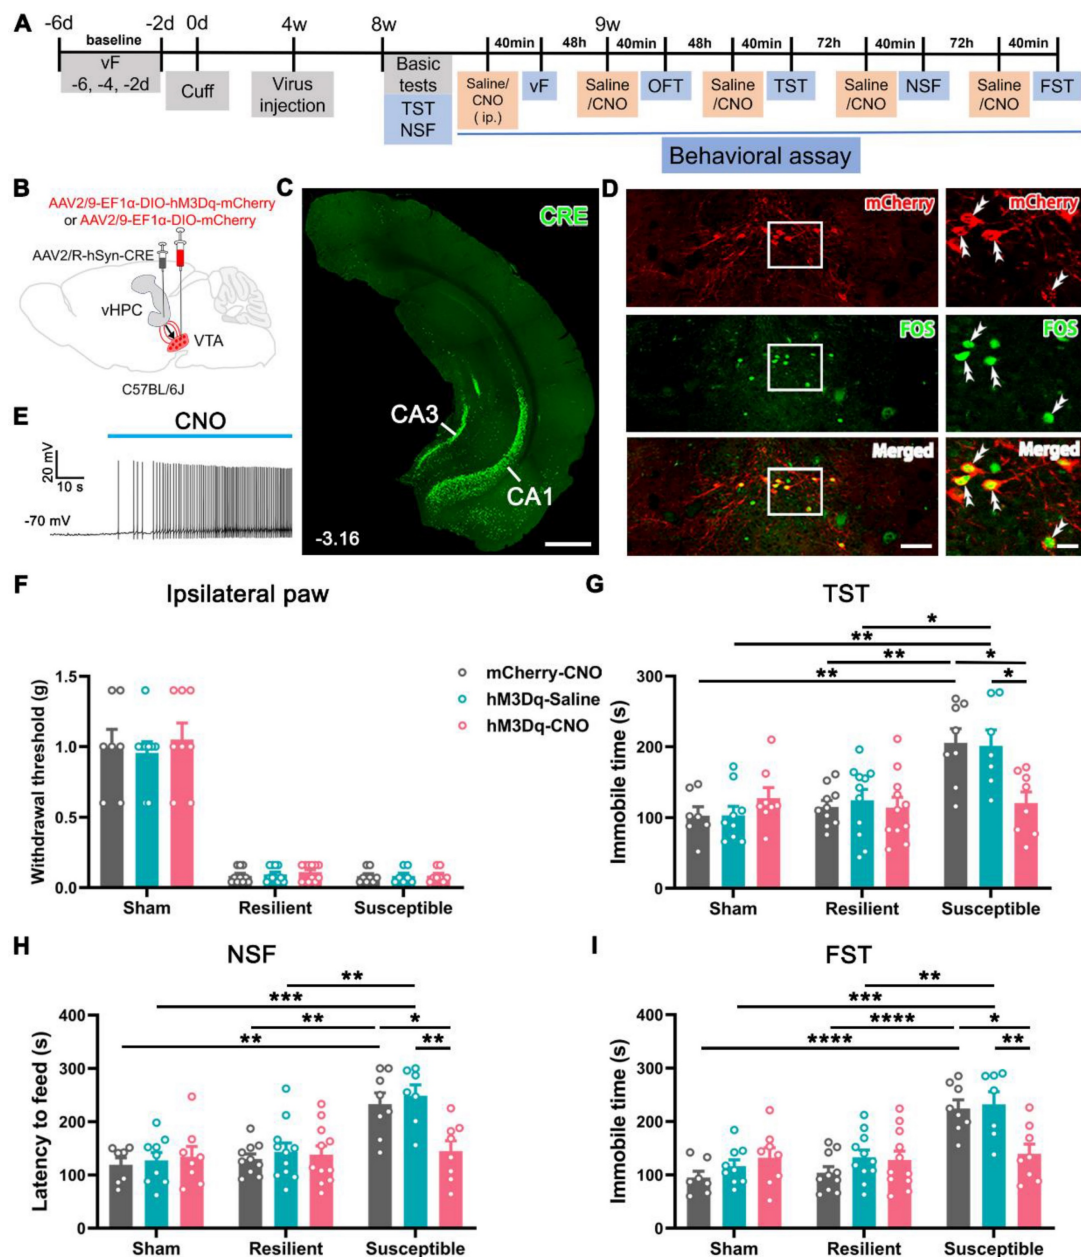 A
-6d -2d 0d 4w 8w 9w
baseline 40min 48h 40min 48h 40min 72h 40min 72h 40min
vF
-6, -4, -2d
Cuff
Virus
injection
Basic
tests
TST
NSF
Saline/
CNO
( ip.)
vF
Saline
/CNO
OFT
Saline
/CNO
TST
Saline
/CNO
NSF
Saline
/CNO
FST
Behavioral assay
B
AAV2/9-EF1α-DIO-hM3Dq-mCherry
or AAV2/9-EF1α-DIO-mCherry
AAV2/R-hSyn-CRE
vHPC
VTA
C57BL/6J
C
CRE
CA3
CA1
-3.16
D
mCherry mCherry
FOS FOS
Merged Merged
E
CNO
20 mV
10 s
-70 mV
F
Ipsilateral paw
Withdrawal threshold (g)
1.5
1.0
0.5
0.0
Sham Resilient Susceptible
mCherry-CNO
hM3Dq-Saline
hM3Dq-CNO
G
TST
*
**
** *
** *
Immobile time (s)
300
200
100
0
Sham Resilient Susceptible
H
NSF
**
***
** *
** **
Latency to feed (s)
400
300
200
100
0
Sham Resilient Susceptible
I
FST
**
***
**** *
**** **
Immobile time (s)
400
300
200
100
0
Sham Resilient Susceptible